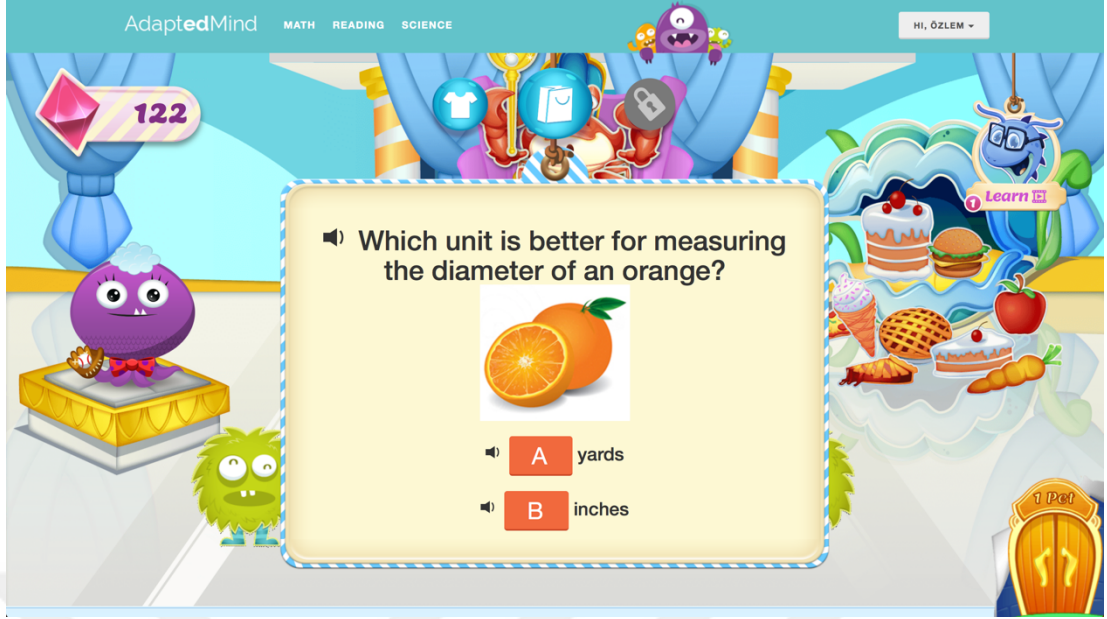 AdaptedMind MATH READING SCIENCE HI, ÖZLEM
122
1 Learn
Which unit is better for measuring
the diameter of an orange?
A yards
B inches
1 Pet